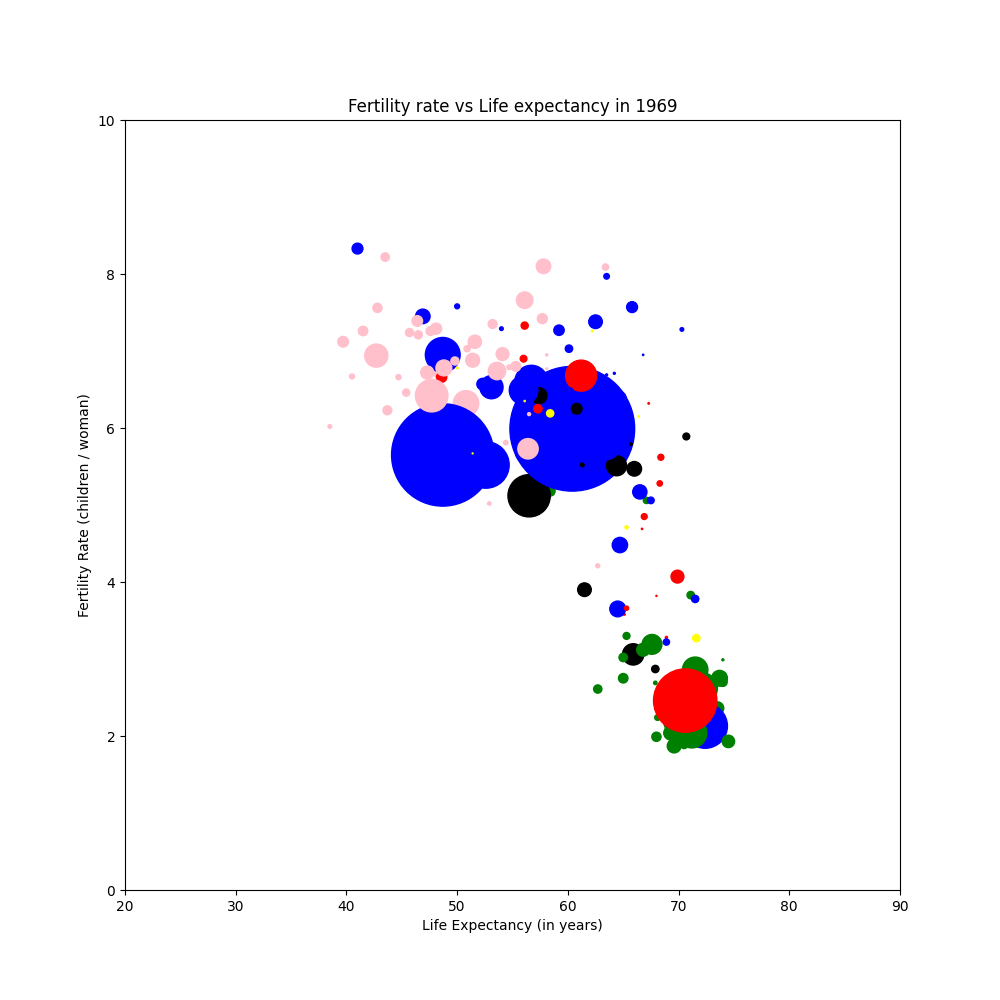 Fertility rate vs Life expectancy in 1969
10
8
6
4
2
0
Fertility Rate (children / woman)
20 30 40 50 60 70 80 90
Life Expectancy (in years)